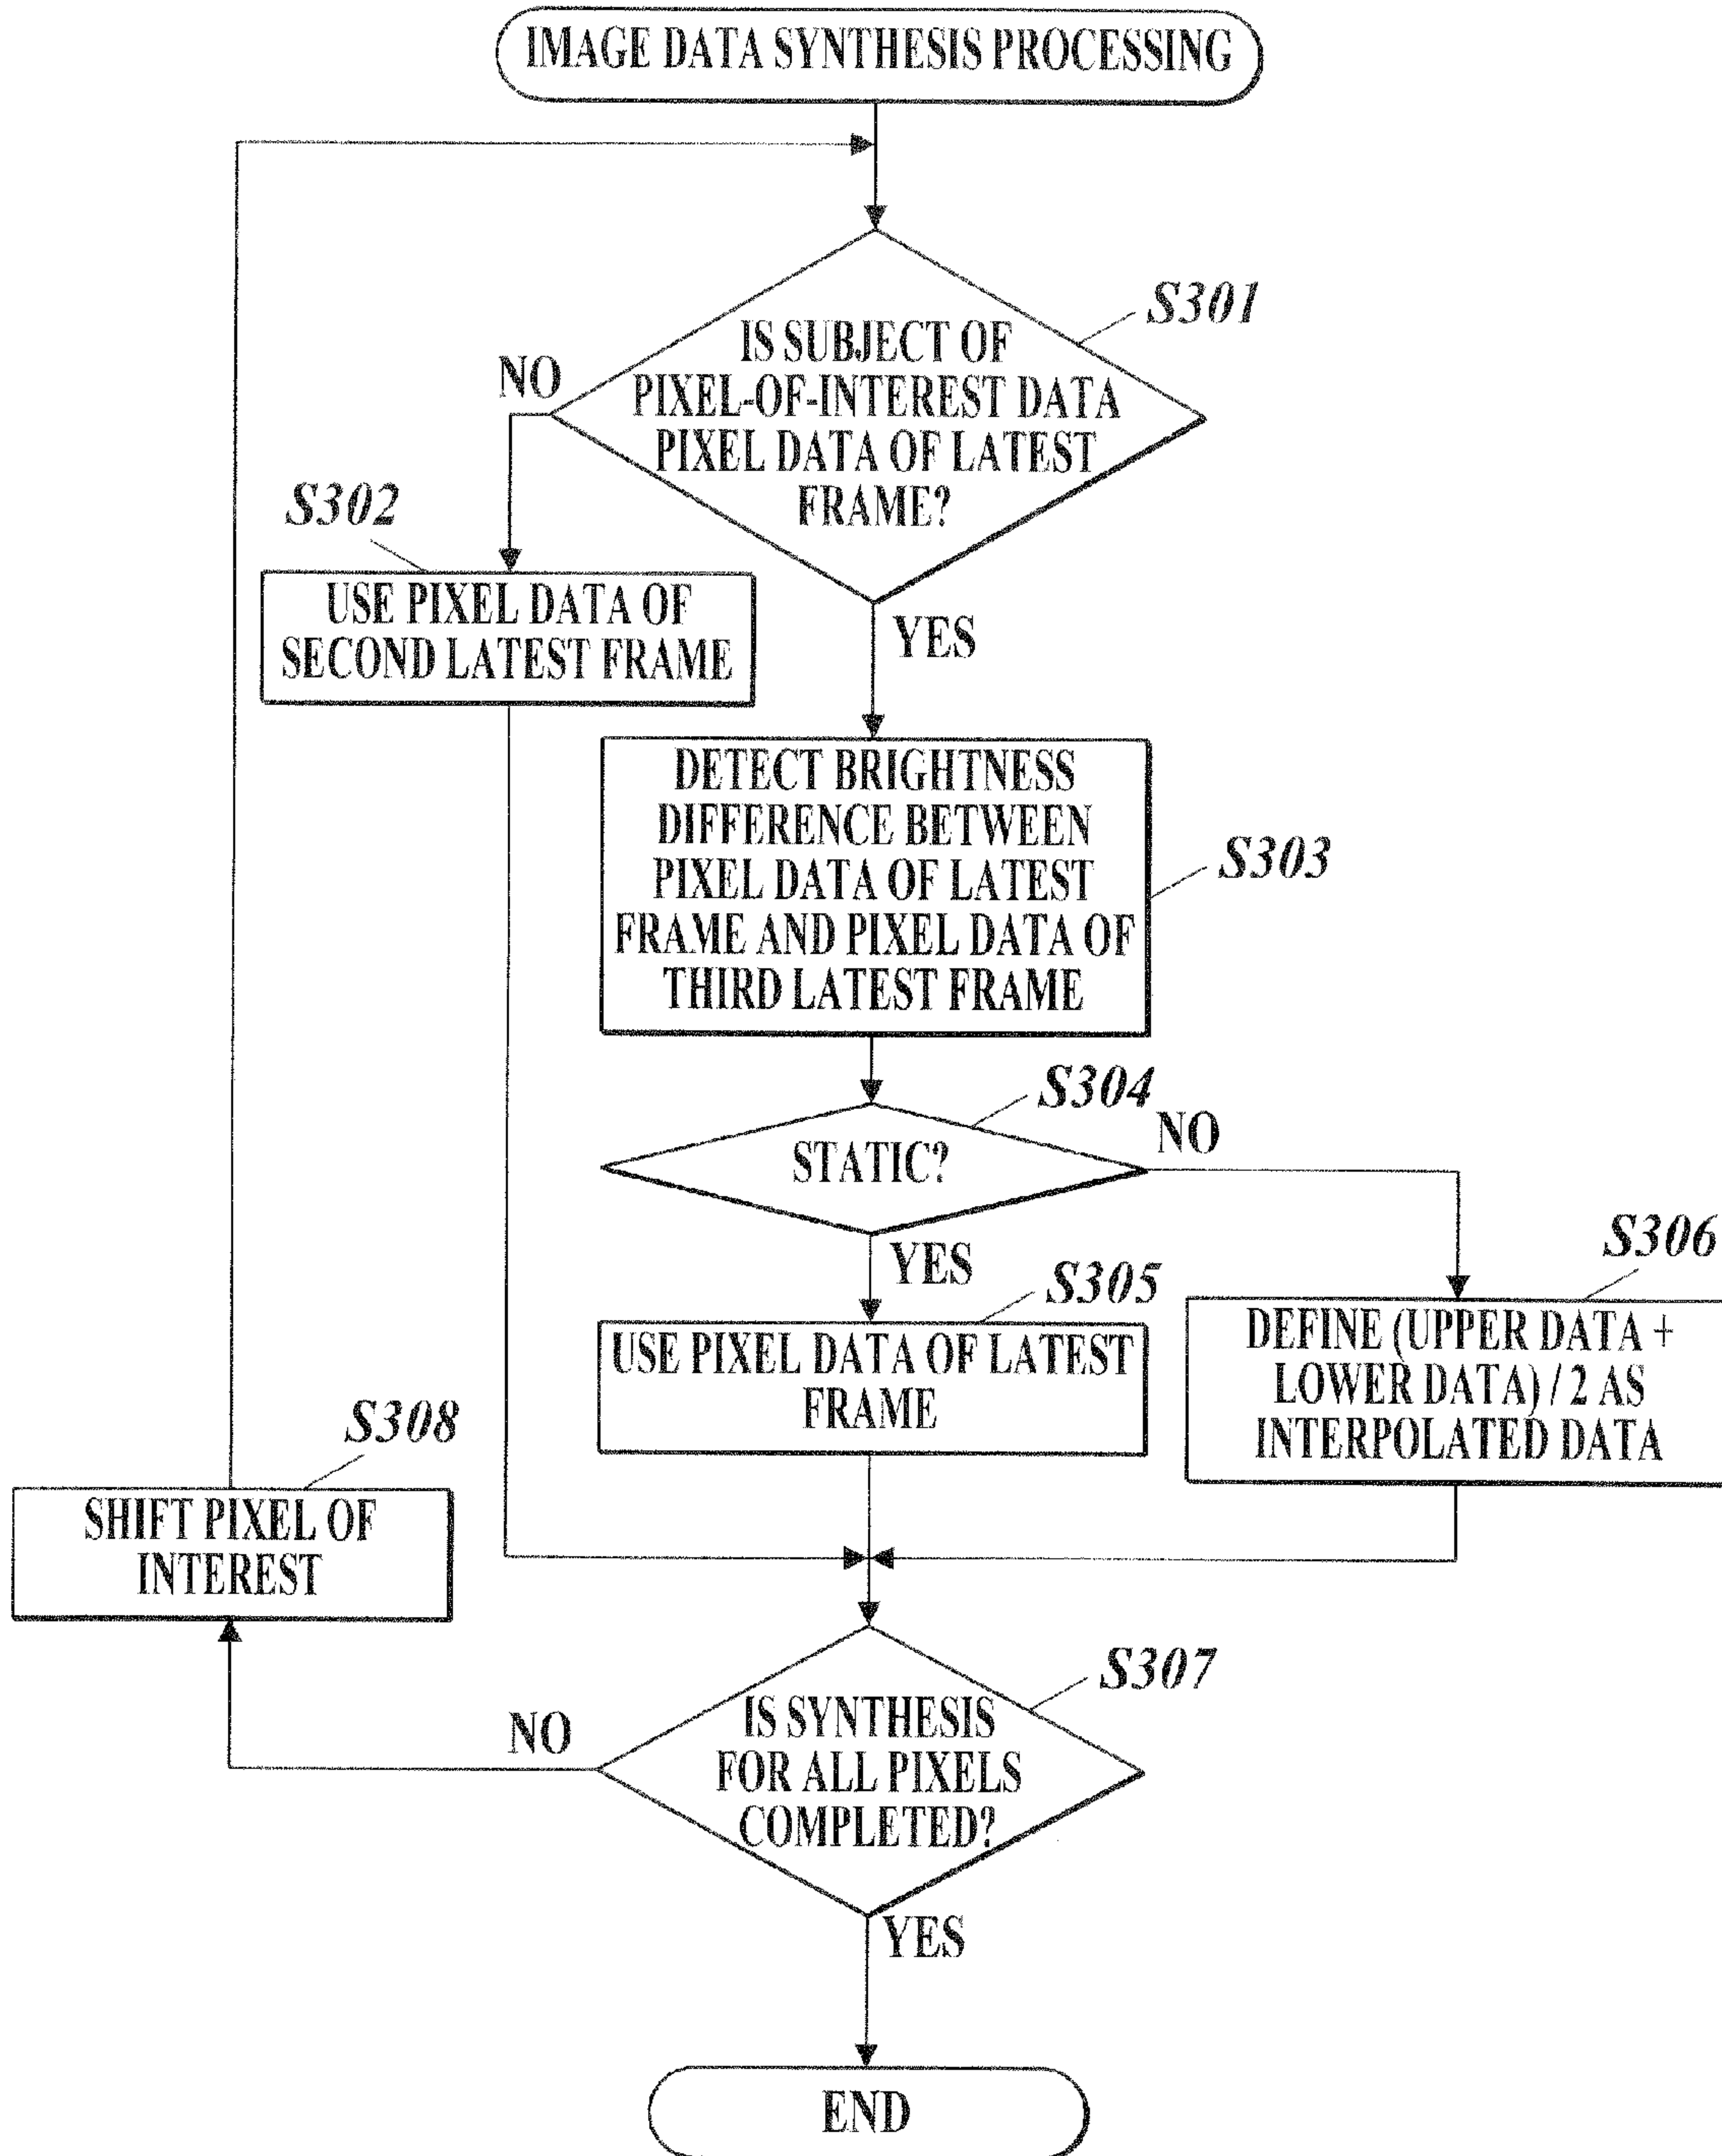 IMAGE DATA SYNTHESIS PROCESSING
S301
IS SUBJECT OF
PIXEL-OF-INTEREST DATA
PIXEL DATA OF LATEST
FRAME?
NO
YES
S302
USE PIXEL DATA OF
SECOND LATEST FRAME
DETECT BRIGHTNESS
DIFFERENCE BETWEEN
PIXEL DATA OF LATEST
FRAME AND PIXEL DATA OF
THIRD LATEST FRAME
S303
S304
STATIC?
NO
YES
S305
USE PIXEL DATA OF LATEST
FRAME
S306
DEFINE (UPPER DATA +
LOWER DATA) / 2 AS
INTERPOLATED DATA
S308
SHIFT PIXEL OF
INTEREST
S307
IS SYNTHESIS
FOR ALL PIXELS
COMPLETED?
NO
YES
END